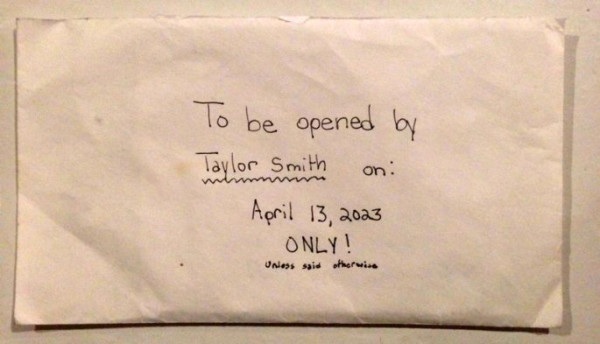 To be opened by
Taylor Smith on:
April 13, 2023
ONLY!
Unless said otherwise